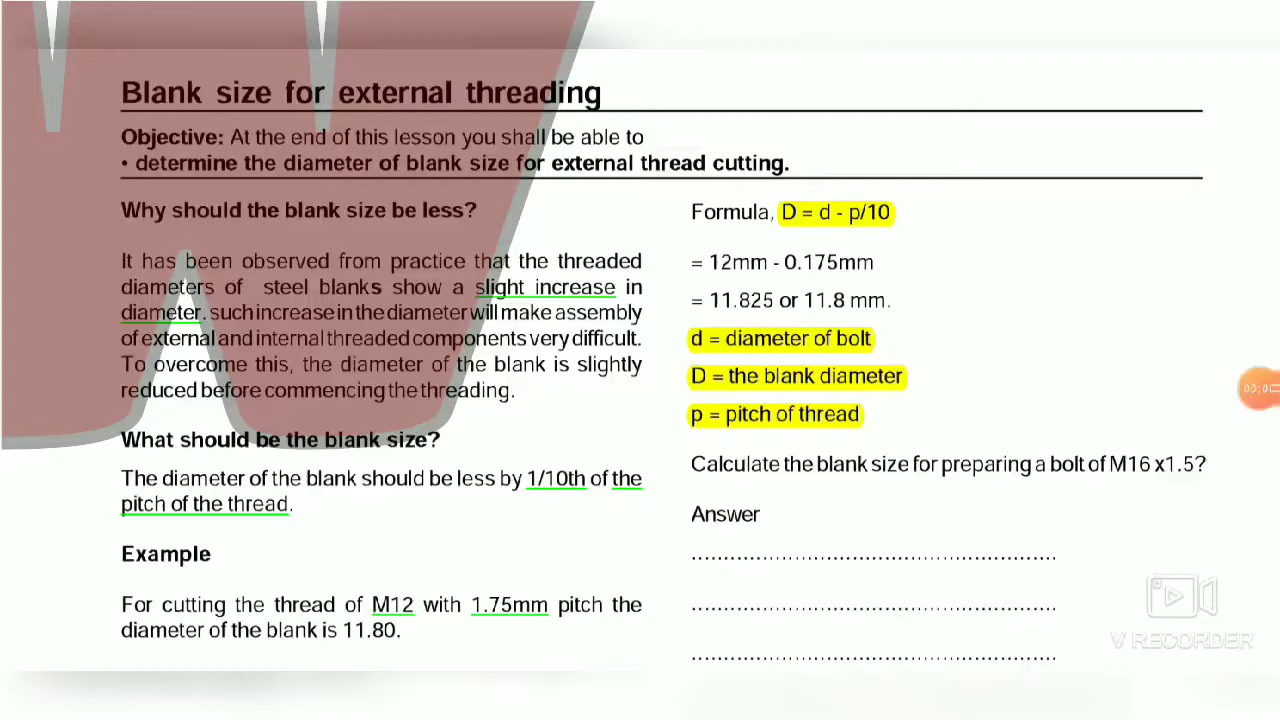 Blank size for external threading
Objective: At the end of this lesson you shall be able to
• determine the diameter of blank size for external thread cutting.
Why should the blank size be less?
It has been observed from practice that the threaded
diameters of steel blanks show a slight increase in
diameter. such increase in the diameter will make assembly
of external and internal threaded components very difficult.
To overcome this, the diameter of the blank is slightly
reduced before commencing the threading.
What should be the blank size?
The diameter of the blank should be less by 1/10th of the
pitch of the thread.
Example
For cutting the thread of M12 with 1.75mm pitch the
diameter of the blank is 11.80.
Formula, D = d - p/10
= 12mm - 0.175mm
= 11.825 or 11.8 mm.
d = diameter of bolt
D = the blank diameter
p = pitch of thread
Calculate the blank size for preparing a bolt of M16 x1.5?
Answer
V RECORDER